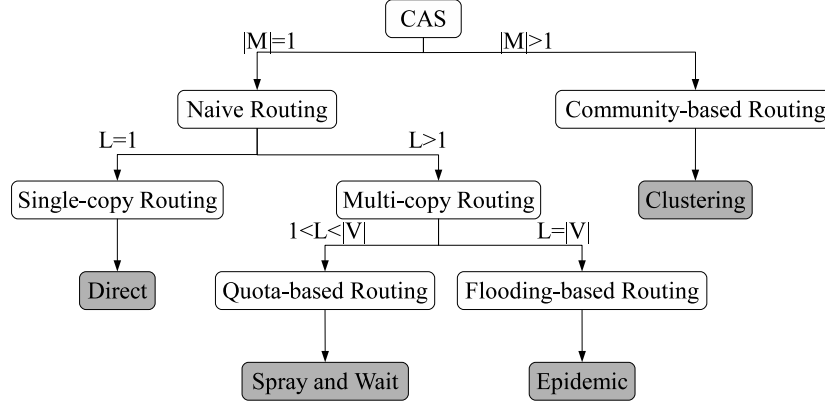 CAS
|M|=1
|M|>1
Naive Routing
Community-based Routing
L=1
L>1
Single-copy Routing
Multi-copy Routing
Clustering
1<L<|V|
L=|V|
Direct
Quota-based Routing
Flooding-based Routing
Spray and Wait
Epidemic